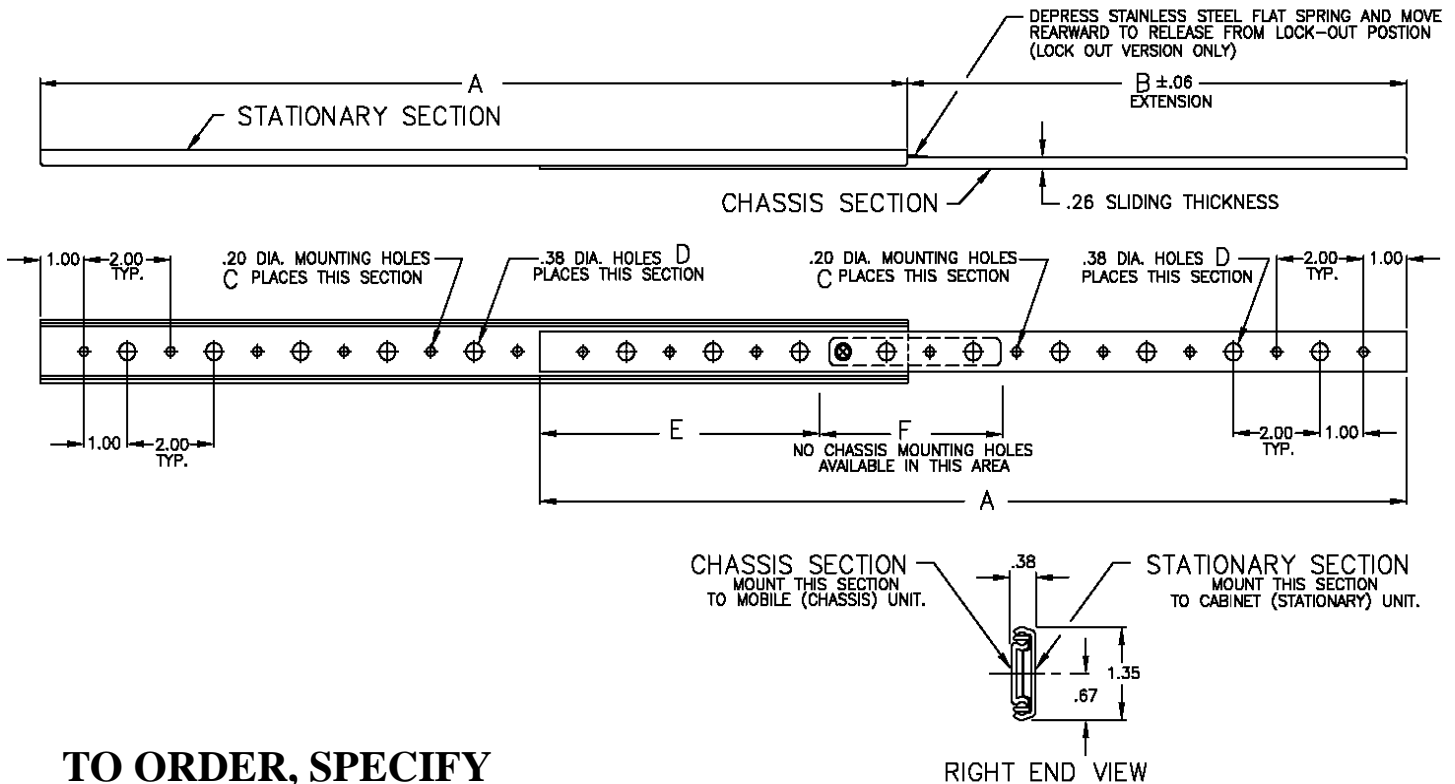 DEPRESS STAINLESS STEEL FLAT SPRING AND MOVE
REARWARD TO RELEASE FROM LOCK-OUT POSTION
(LOCK OUT VERSION ONLY)
A
B ±.06
EXTENSION
STATIONARY SECTION
CHASSIS SECTION
.26 SLIDING THICKNESS
1.00
2.00
TYP.
.20 DIA. MOUNTING HOLES
C PLACES THIS SECTION
.38 DIA. HOLES D
PLACES THIS SECTION
.20 DIA. MOUNTING HOLES
C PLACES THIS SECTION
.38 DIA. HOLES D
PLACES THIS SECTION
2.00
TYP.
1.00
1.00
2.00
TYP.
E
F
NO CHASSIS MOUNTING HOLES
AVAILABLE IN THIS AREA
2.00
TYP.
1.00
A
CHASSIS SECTION
MOUNT THIS SECTION
TO MOBILE (CHASSIS) UNIT.
.38
STATIONARY SECTION
MOUNT THIS SECTION
TO CABINET (STATIONARY) UNIT.
1.35
.67
RIGHT END VIEW
TO ORDER, SPECIFY